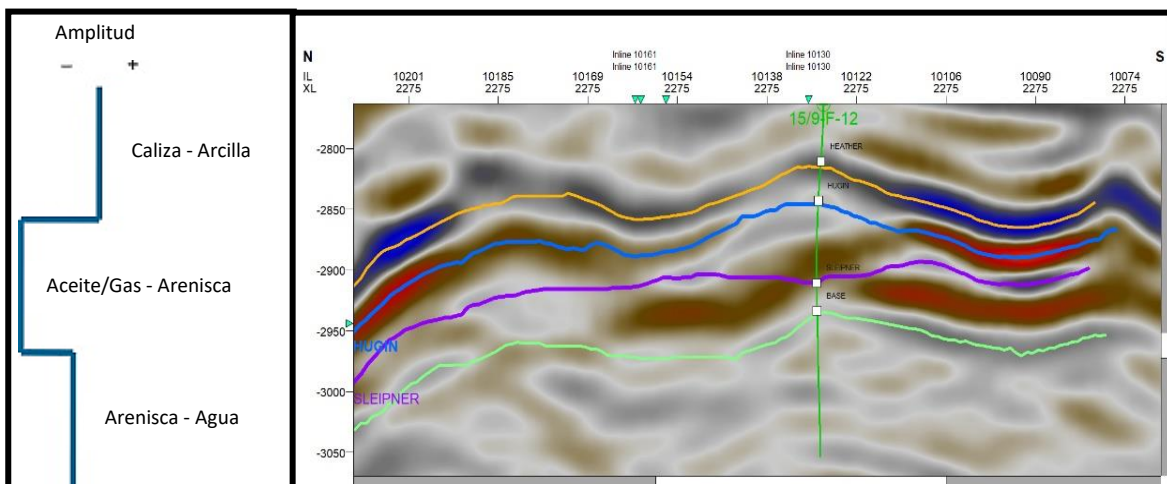 Amplitud
− +
Caliza - Arcilla
Aceite/Gas - Arenisca
Arenisca - Agua
N
S
Inline 10161
Inline 10161
Inline 10130
Inline 10130
IL 10201 10185 10169 10154 10138 10122 10106 10090 10074
XL 2275 2275 2275 2275 2275 2275 2275 2275 2275
15/9-F-12
-2800
HEATHER
HUGIN
-2850
-2900
SLEIPNER
BASE
-2950
HUGIN
-3000
SLEIPNER
-3050